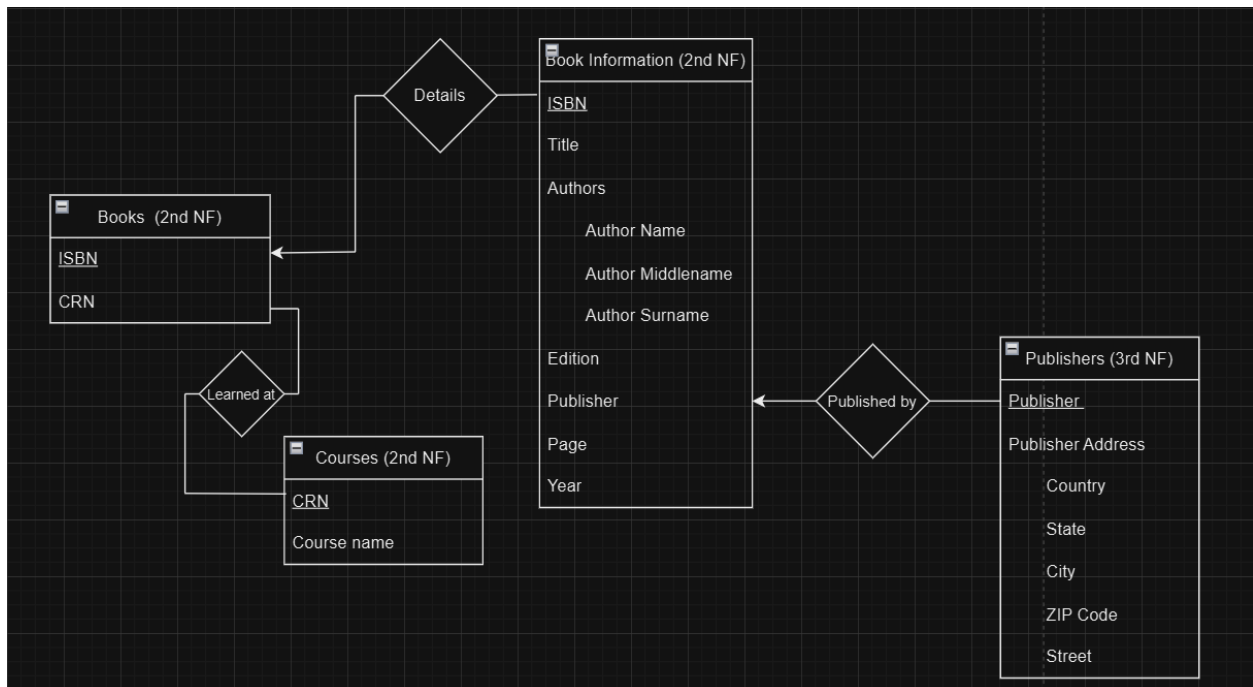 Details
Book Information (2nd NF)
ISBN
Title
Authors
Author Name
Author Middlename
Author Surname
Edition
Publisher
Page
Year
Books (2nd NF)
ISBN
CRN
Learned at
Courses (2nd NF)
CRN
Course name
Published by
Publishers (3rd NF)
Publisher
Publisher Address
Country
State
City
ZIP Code
Street